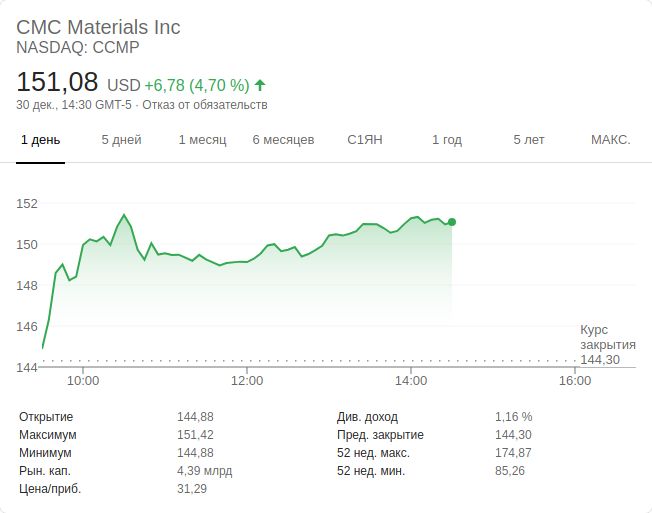 CMC Materials Inc
NASDAQ: CCMP
151,08 USD +6,78 (4,70 %)
30 дек., 14:30 GMT-5 · Отказ от обязательств
1 день 5 дней 1 месяц 6 месяцев С1ЯН 1 год 5 лет МАКС.
152
150
148
146
Курс
закрытия
144,30
144
10:00 12:00 14:00 16:00
Открытие 144,88 Див. доход 1,16 %
Максимум 151,42 Пред. закрытие 144,30
Минимум 144,88 52 нед. макс. 174,87
Рын. кап. 4,39 млрд 52 нед. мин. 85,26
Цена/приб. 31,29